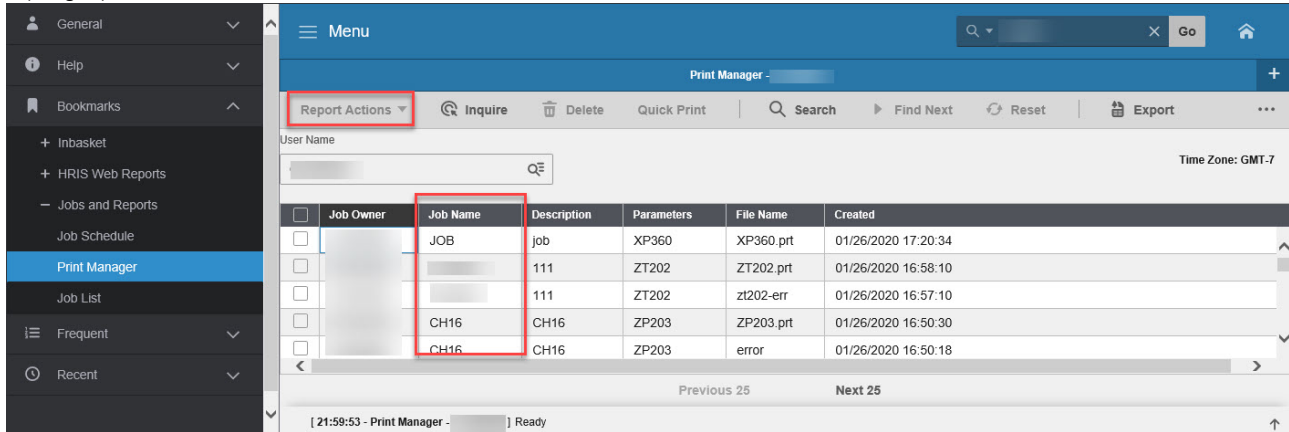 General
Help
Bookmarks
+ Inbasket
+ HRIS Web Reports
− Jobs and Reports
Job Schedule
Print Manager
Job List
Frequent
Recent
Menu
Go
Print Manager -
+
Report Actions Inquire Delete Quick Print Search Find Next Reset Export ...
User Name
Time Zone: GMT-7
Job Owner Job Name Description Parameters File Name Created
JOB job XP360 XP360.prt 01/26/2020 17:20:34
111 ZT202 ZT202.prt 01/26/2020 16:58:10
111 ZT202 zt202-err 01/26/2020 16:57:10
CH16 CH16 ZP203 ZP203.prt 01/26/2020 16:50:30
CH16 CH16 ZP203 error 01/26/2020 16:50:18
Previous 25 Next 25
[ 21:59:53 - Print Manager - ] Ready